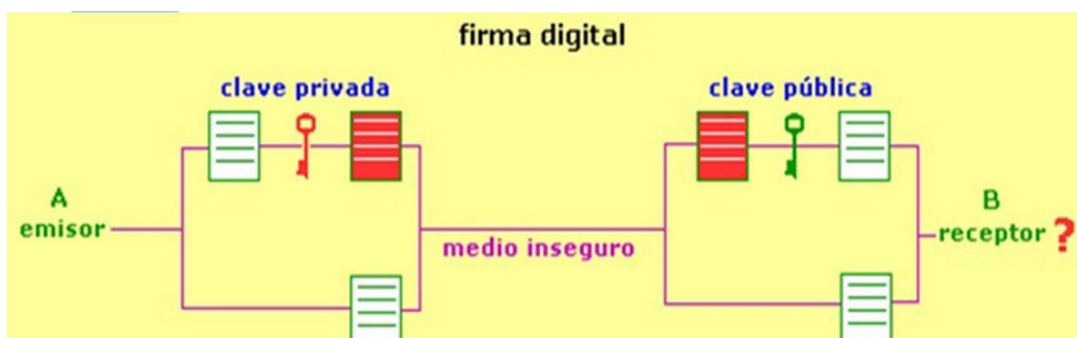 firma digital
clave privada
clave pública
A
emisor
medio inseguro
B
receptor ?